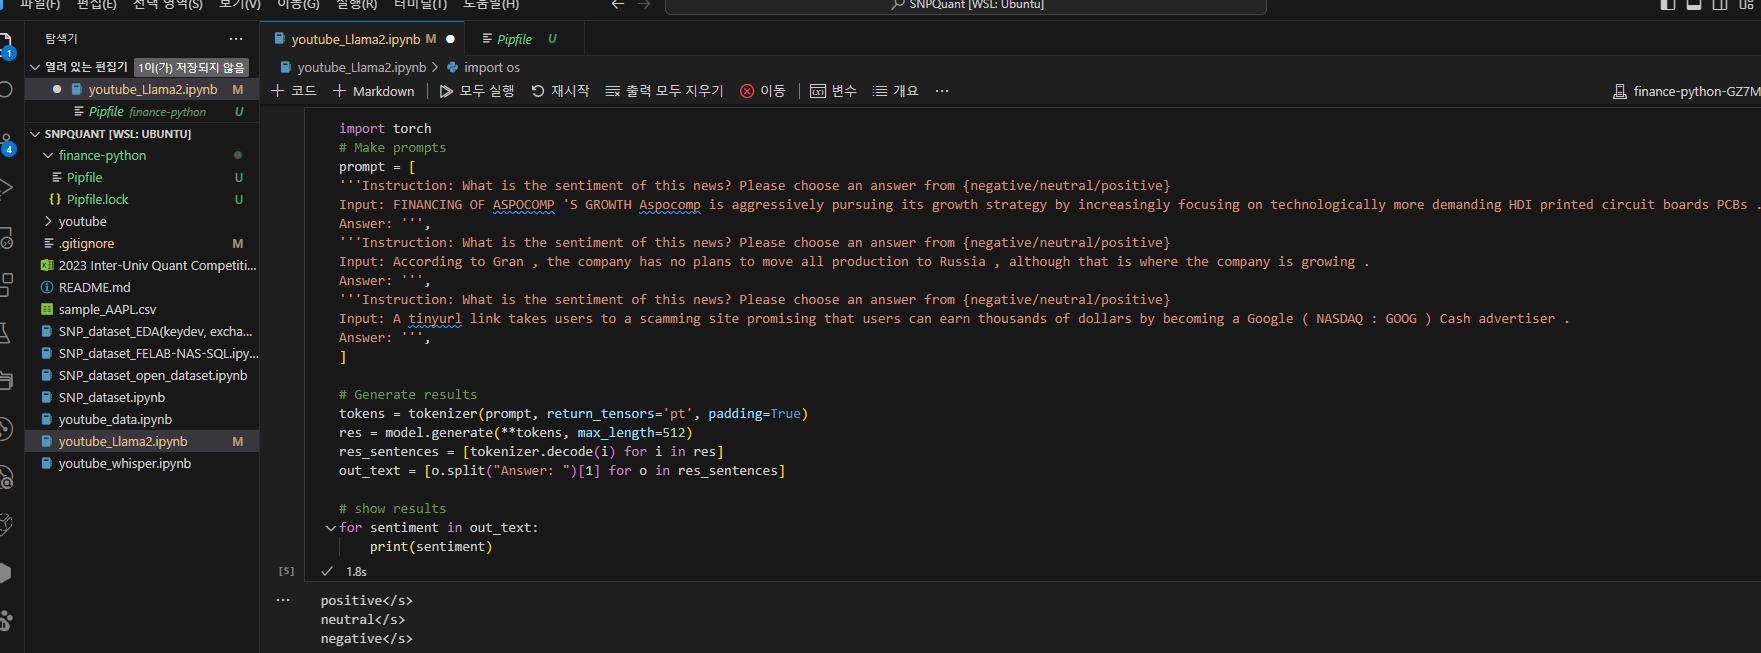 파일(F) 편집(E) 선택 영역(S) 보기(V) 이동(G) 실행(R) 터미널(T) 도움말(H)
SNPQuant [WSL: Ubuntu]
탐색기
열려 있는 편집기 1이(가) 저장되지 않음
youtube_Llama2.ipynb M
Pipfile finance-python U
SNPQUANT [WSL: UBUNTU]
finance-python
Pipfile U
Pipfile.lock U
youtube
.gitignore M
2023 Inter-Univ Quant Competiti...
README.md
sample_AAPL.csv
SNP_dataset_EDA(keydev, excha...
SNP_dataset_FELAB-NAS-SQL.ipy...
SNP_dataset_open_dataset.ipynb
SNP_dataset.ipynb
youtube_data.ipynb
youtube_Llama2.ipynb M
youtube_whisper.ipynb
1
4
youtube_Llama2.ipynb M
Pipfile U
youtube_Llama2.ipynb > import os
코드 Markdown 모두 실행 재시작 출력 모두 지우기 이동 변수 개요 ...
finance-python-GZ7M
import torch
# Make prompts
prompt = [
'''Instruction: What is the sentiment of this news? Please choose an answer from {negative/neutral/positive}
Input: FINANCING OF ASPOCOMP 'S GROWTH Aspocomp is aggressively pursuing its growth strategy by increasingly focusing on technologically more demanding HDI printed circuit boards PCBs .
Answer: ''',
'''Instruction: What is the sentiment of this news? Please choose an answer from {negative/neutral/positive}
Input: According to Gran , the company has no plans to move all production to Russia , although that is where the company is growing .
Answer: ''',
'''Instruction: What is the sentiment of this news? Please choose an answer from {negative/neutral/positive}
Input: A tinyurl link takes users to a scamming site promising that users can earn thousands of dollars by becoming a Google ( NASDAQ : GOOG ) Cash advertiser .
Answer: ''',
]
# Generate results
tokens = tokenizer(prompt, return_tensors='pt', padding=True)
res = model.generate(**tokens, max_length=512)
res_sentences = [tokenizer.decode(i) for i in res]
out_text = [o.split("Answer: ")[1] for o in res_sentences]
# show results
for sentiment in out_text:
print(sentiment)
[5] 1.8s
positive</s>
neutral</s>
negative</s>